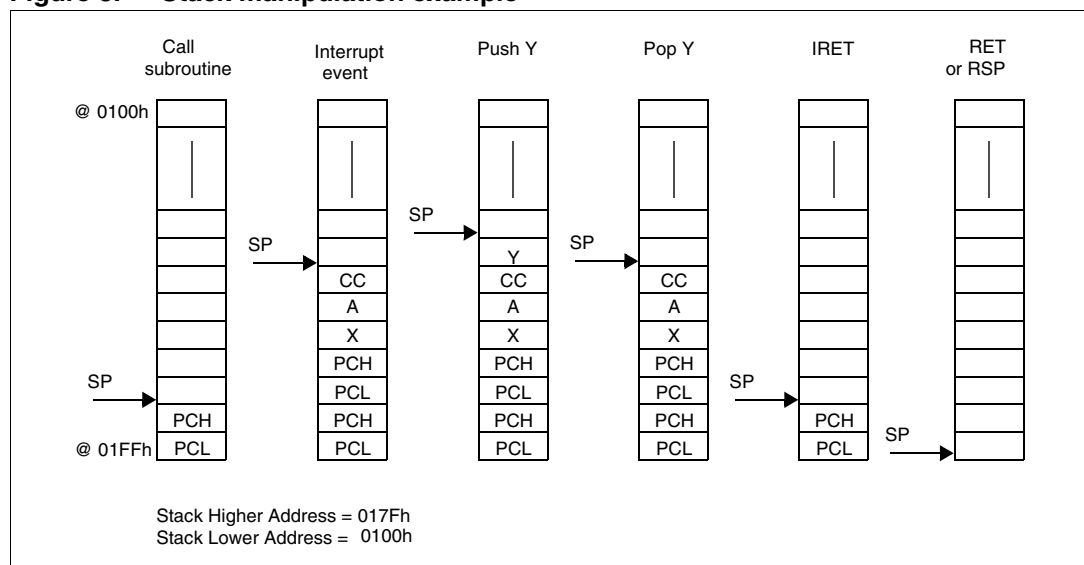 Figure 8. Stack manipulation example
Call
subroutine
Interrupt
event
Push Y
Pop Y
IRET
RET
or RSP
@ 0100h
SP
SP
SP
Y
SP
CC
CC
CC
A
A
A
X
X
X
PCH
PCH
PCH
SP
PCL
PCL
PCL
SP
PCH
PCH
PCH
PCH
PCH
SP
@ 01FFh
PCL
PCL
PCL
PCL
PCL
Stack Higher Address = 017Fh
Stack Lower Address = 0100h